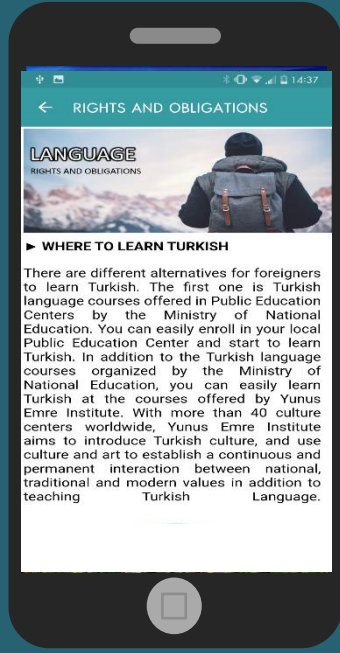 14:37
RIGHTS AND OBLIGATIONS
LANGUAGE
RIGHTS AND OBLIGATIONS
► WHERE TO LEARN TURKISH
There are different alternatives for foreigners
to learn Turkish. The first one is Turkish
language courses offered in Public Education
Centers by the Ministry of National
Education. You can easily enroll in your local
Public Education Center and start to learn
Turkish. In addition to the Turkish language
courses organized by the Ministry of
National Education, you can easily learn
Turkish at the courses offered by Yunus
Emre Institute. With more than 40 culture
centers worldwide, Yunus Emre Institute
aims to introduce Turkish culture, and use
culture and art to establish a continuous and
permanent interaction between national,
traditional and modern values in addition to
teaching Turkish Language.